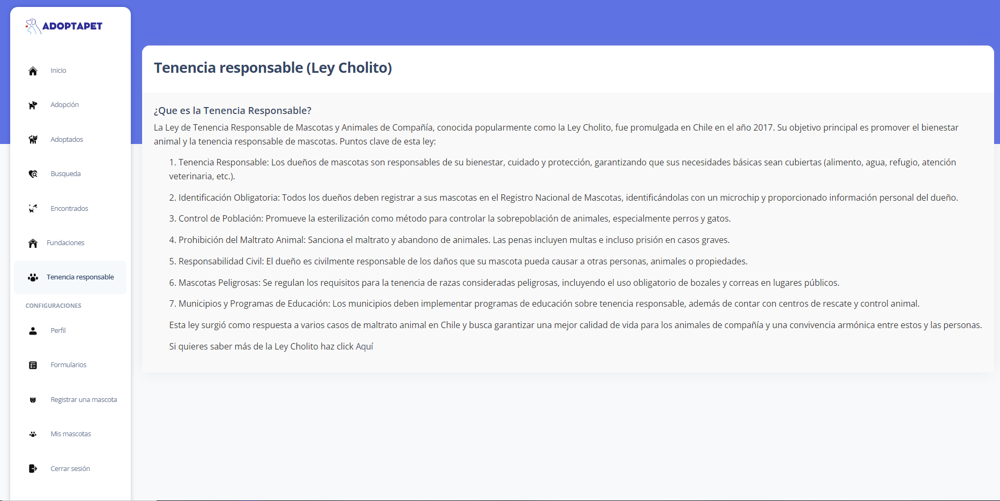 ADOPTAPET
Inicio
Adopción
Adoptados
Busqueda
Encontrados
Fundaciones
Tenencia responsable
CONFIGURACIONES
Perfil
Formularios
Registrar una mascota
Mis mascotas
Cerrar sesión
Tenencia responsable (Ley Cholito)
¿Que es la Tenencia Responsable?
La Ley de Tenencia Responsable de Mascotas y Animales de Compañía, conocida popularmente como la Ley Cholito, fue promulgada en Chile en el año 2017. Su objetivo principal es promover el bienestar
animal y la tenencia responsable de mascotas. Puntos clave de esta ley:
1. Tenencia Responsable: Los dueños de mascotas son responsables de su bienestar, cuidado y protección, garantizando que sus necesidades básicas sean cubiertas (alimento, agua, refugio, atención
veterinaria, etc.).
2. Identificación Obligatoria: Todos los dueños deben registrar a sus mascotas en el Registro Nacional de Mascotas, identificándolas con un microchip y proporcionado información personal del dueño.
3. Control de Población: Promueve la esterilización como método para controlar la sobrepoblación de animales, especialmente perros y gatos.
4. Prohibición del Maltrato Animal: Sanciona el maltrato y abandono de animales. Las penas incluyen multas e incluso prisión en casos graves.
5. Responsabilidad Civil: El dueño es civilmente responsable de los daños que su mascota pueda causar a otras personas, animales o propiedades.
6. Mascotas Peligrosas: Se regulan los requisitos para la tenencia de razas consideradas peligrosas, incluyendo el uso obligatorio de bozales y correas en lugares públicos.
7. Municipios y Programas de Educación: Los municipios deben implementar programas de educación sobre tenencia responsable, además de contar con centros de rescate y control animal.
Esta ley surgió como respuesta a varios casos de maltrato animal en Chile y busca garantizar una mejor calidad de vida para los animales de compañía y una convivencia armónica entre estos y las personas.
Si quieres saber más de la Ley Cholito haz click Aquí